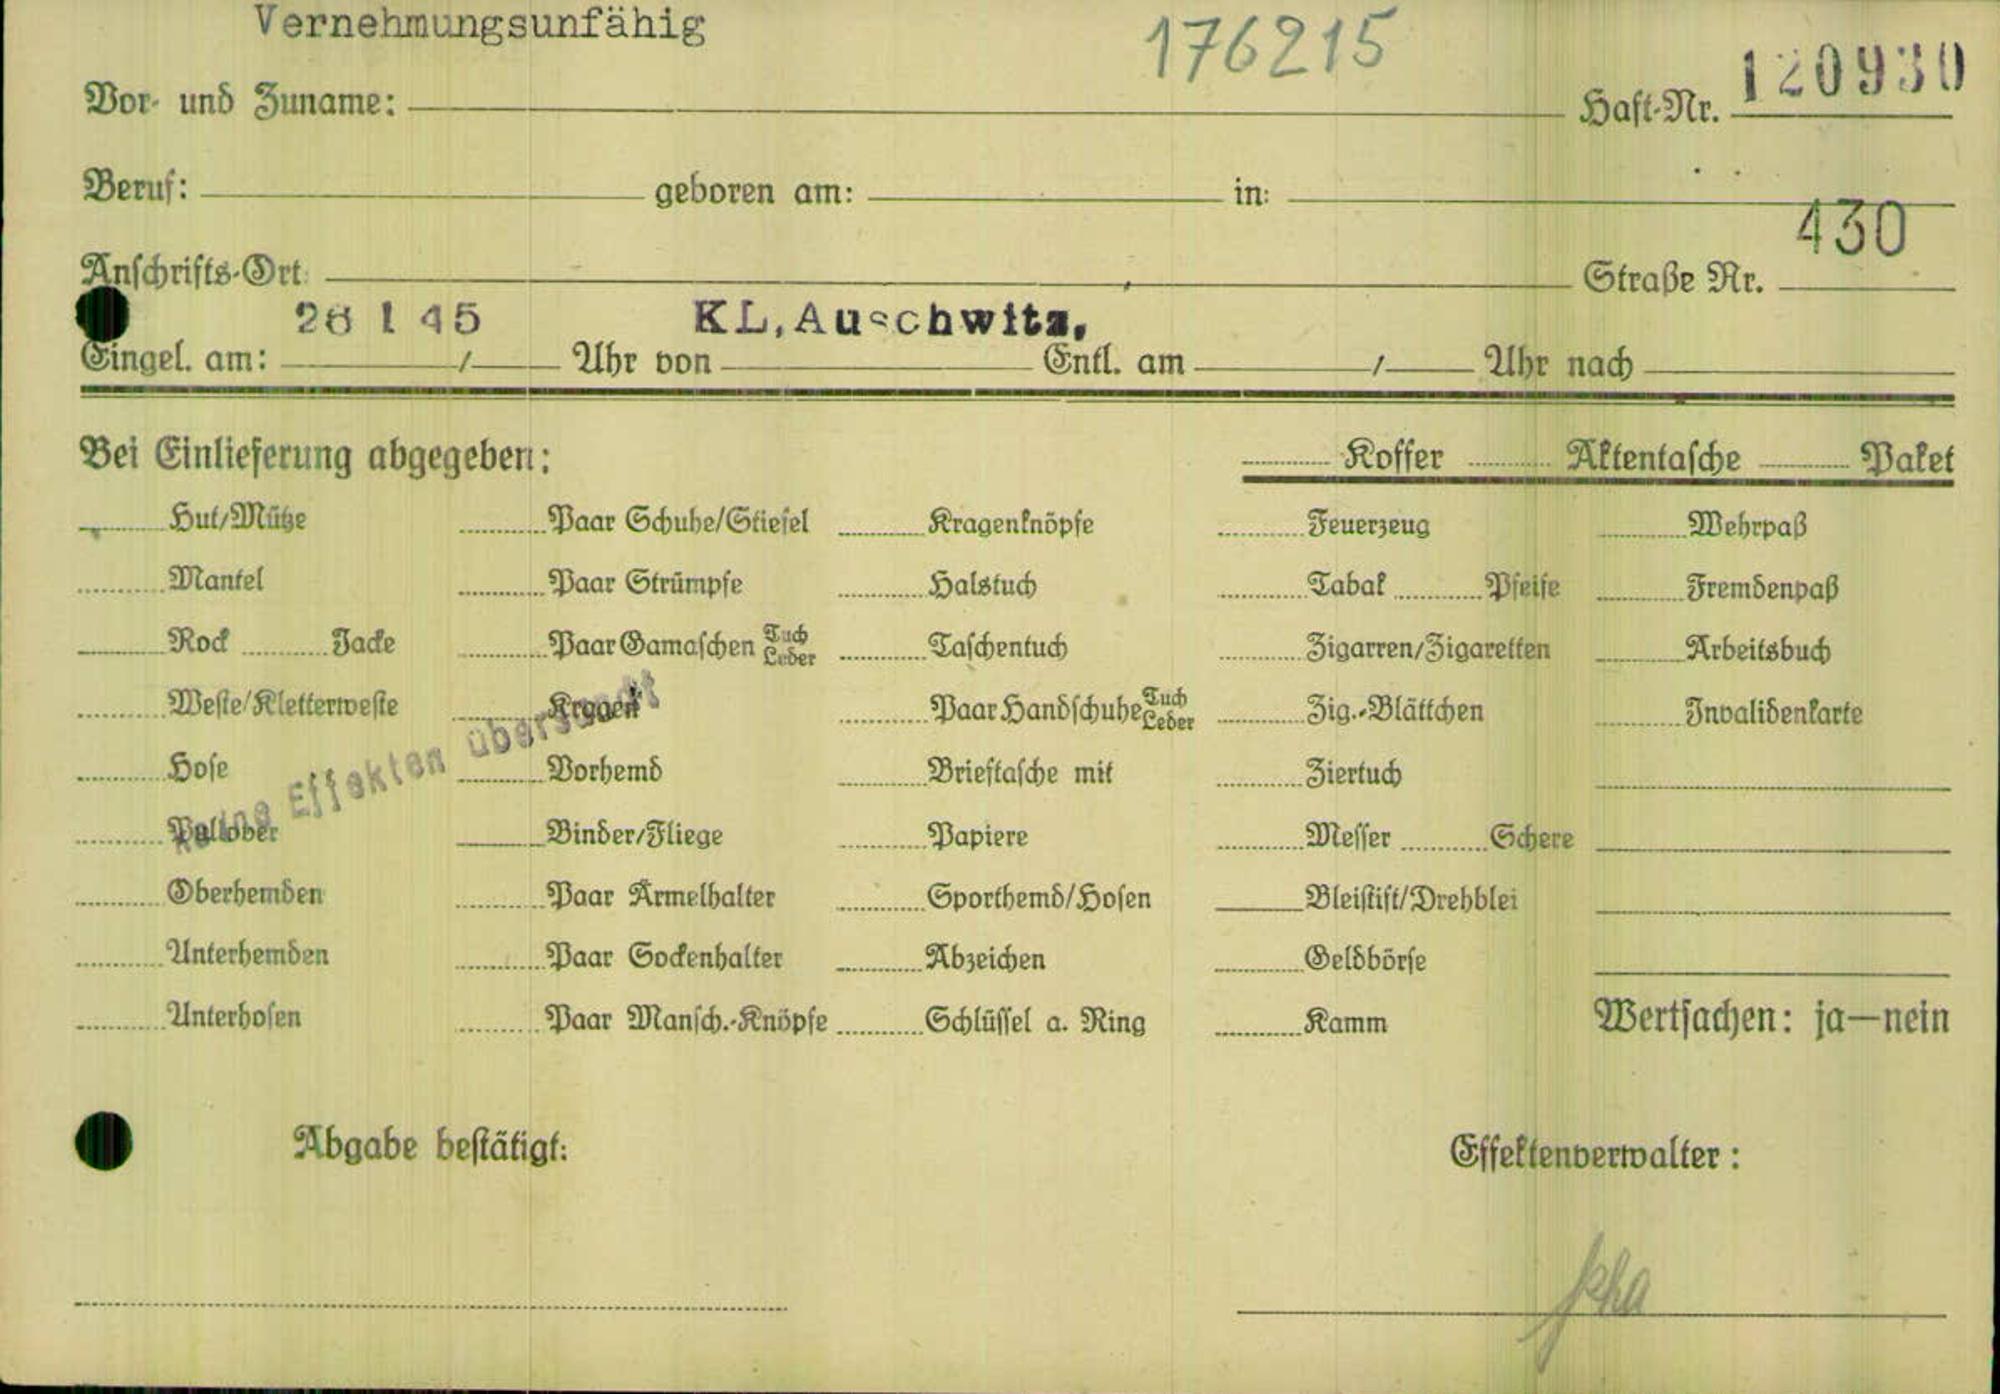 Vernehmungsunfähig
176215
Vor- und Zuname: Haft-Nr. 120930
Beruf: geboren am: in:
430
Anschrifts-Ort: Straße Nr.
26 1 45 KL, Auschwitz,
Eingel. am: / Uhr von Entl. am / Uhr nach
Bei Einlieferung abgegeben: Koffer Aktentasche Paket
Hut/Mütze Paar Schuhe/Stiefel Kragenknöpfe Feuerzeug Wehrpaß
Mantel Paar Strümpfe Halstuch Tabak Pfeife Fremdenpaß
Rock Jacke Paar Gamaschen Tuch Leder Taschentuch Zigarren/Zigaretten Arbeitsbuch
Weste/Kletterweste Kragen Paar Handschuhe Tuch Leder Zig.-Blättchen Invalidenkarte
Keine Effekten übersandt
Hose Vorhemd Brieftasche mit Ziertuch
Pullover Binder/Fliege Papiere Messer Schere
Oberhemden Paar Ärmelhalter Sporthemd/Hosen Bleistift/Drehblei
Unterhemden Paar Sockenhalter Abzeichen Geldbörse
Unterhosen Paar Mansch.-Knöpfe Schlüssel a. Ring Kamm Wertsachen: ja—nein
Abgabe bestätigt: Effektenverwalter: